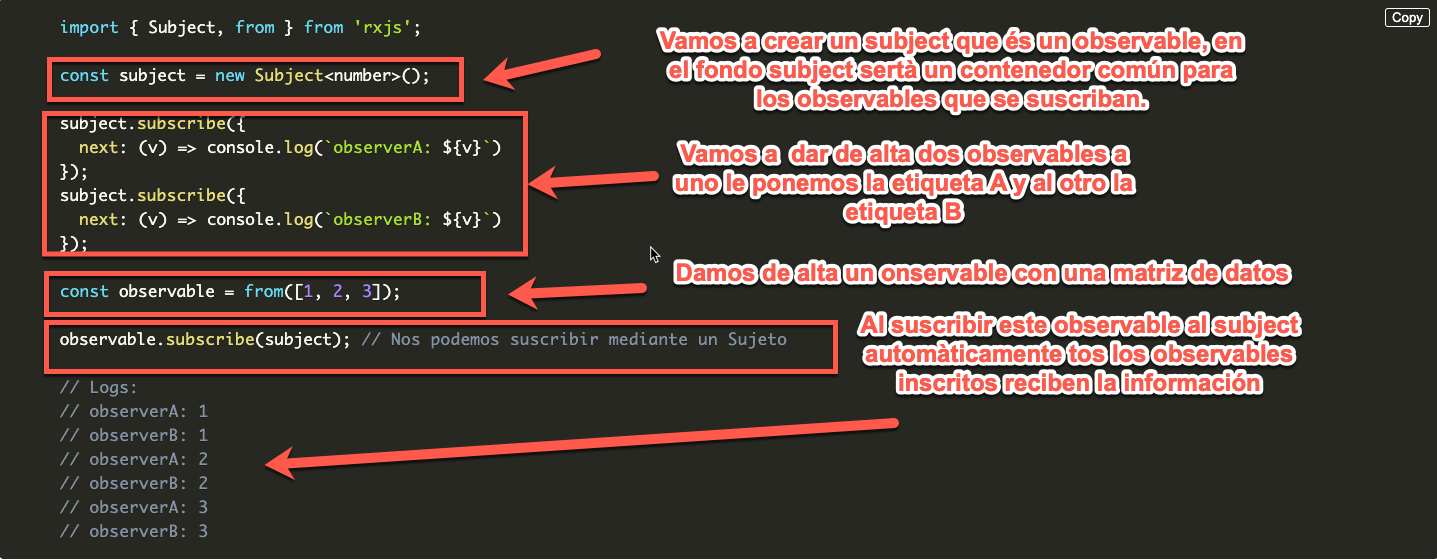 import { Subject, from } from 'rxjs';
Copy
Vamos a crear un subject que és un observable, en
el fondo subject sertà un contenedor común para
los observables que se suscriban.
const subject = new Subject<number>();
subject.subscribe({
next: (v) => console.log(`observerA: ${v}`)
});
subject.subscribe({
next: (v) => console.log(`observerB: ${v}`)
});
Vamos a dar de alta dos observables a
uno le ponemos la etiqueta A y al otro la
etiqueta B
const observable = from([1, 2, 3]);
Damos de alta un onservable con una matriz de datos
observable.subscribe(subject); // Nos podemos suscribir mediante un Sujeto
Al suscribir este observable al subject
automàticamente tos los observables
inscritos reciben la información
// Logs:
// observerA: 1
// observerB: 1
// observerA: 2
// observerB: 2
// observerA: 3
// observerB: 3